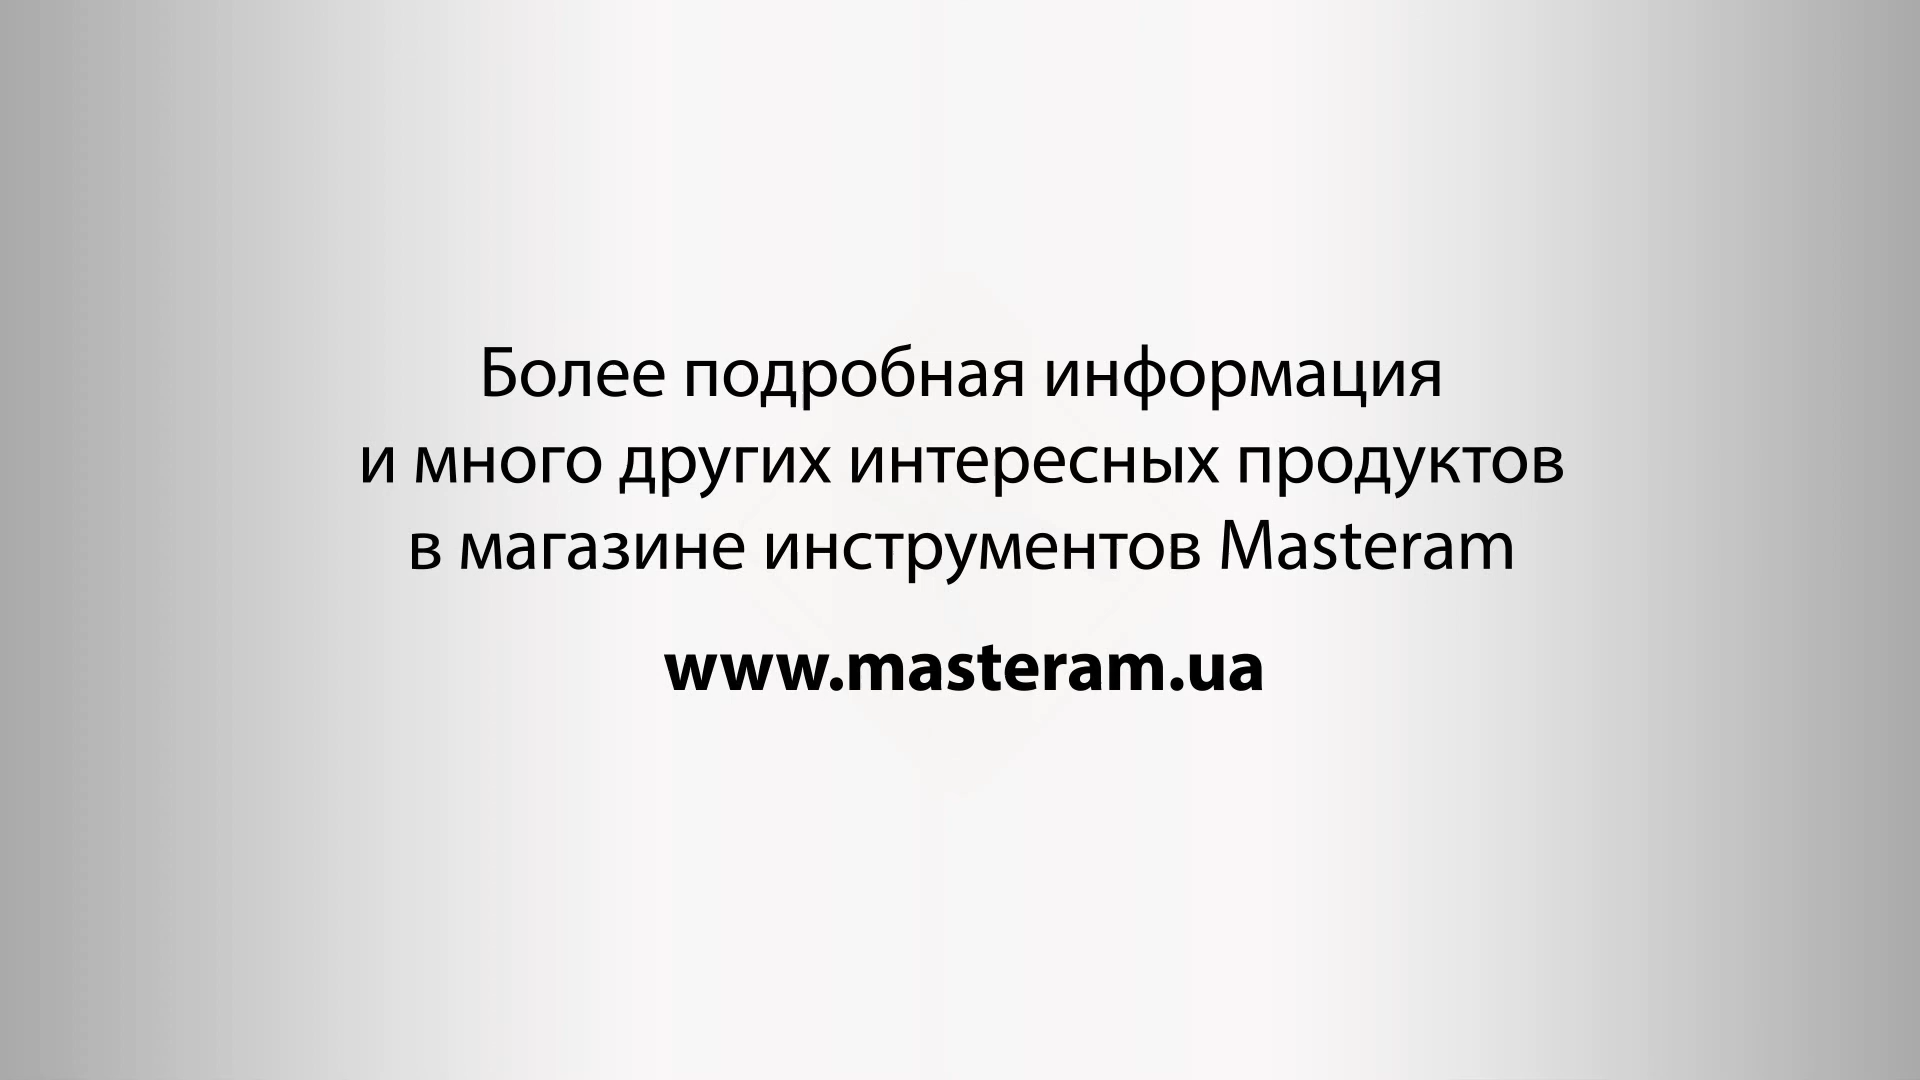 Более подробная информация
и много других интересных продуктов
в магазине инструментов Masteram
www.masteram.ua